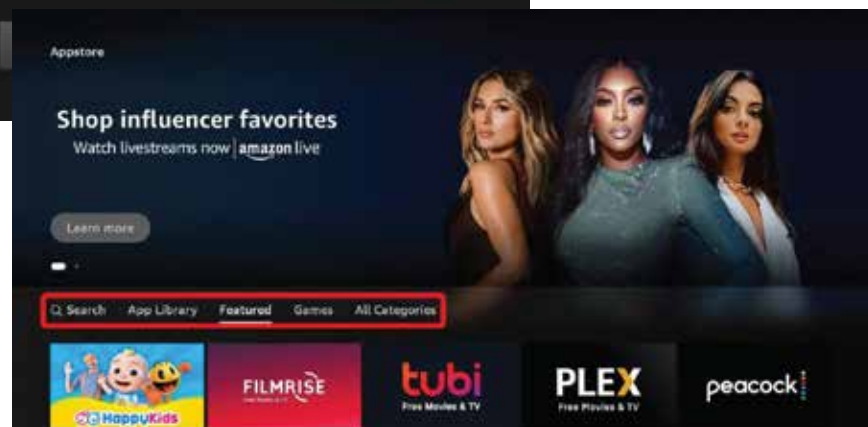 Appstore
Shop influencer favorites
Watch livestreams now | amazon live
Learn more
Search App Library Featured Games All Categories
HappyKids
FILMRISE
tubi
Free Movies & TV
PLEX
Free Movies & TV
peacock